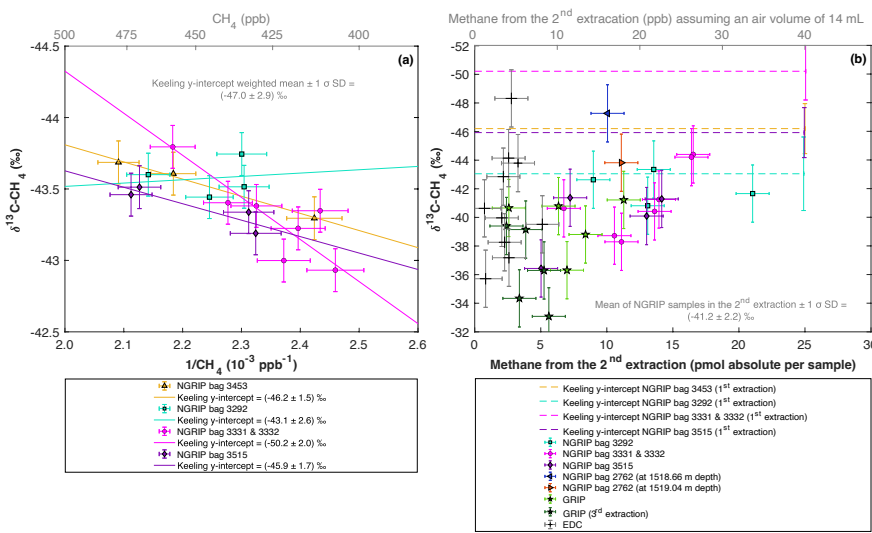 CH4 (ppb)
500 475 450 430 410
-44.5
-44
-43.5
-43
-42.5
δ13C-CH4 (‰)
(a)
Keeling y-intercept weighted mean ± 1 σ SD =
(-47.0 ± 2.9) ‰
2.0 2.1 2.2 2.3 2.4 2.5 2.6
1/CH4 (10-3 ppb-1)
NGRIP bag 3453
Keeling y-intercept = (-46.2 ± 1.5) ‰
NGRIP bag 3292
Keeling y-intercept = (-43.1 ± 2.6) ‰
NGRIP bag 3331 & 3332
Keeling y-intercept = (-50.2 ± 2.0) ‰
NGRIP bag 3515
Keeling y-intercept = (-45.9 ± 1.7) ‰
Methane from the 2nd extracation (ppb) assuming an air volume of 14 mL
0 10 20 30 40 50
-52
-50
-48
-46
-44
-42
-40
-38
-36
-34
-32
δ13C-CH4 (‰)
(b)
Mean of NGRIP samples in the 2nd extraction ± 1 σ SD =
(-41.2 ± 2.2) ‰
0 5 10 15 20 25 30
Methane from the 2nd extraction (pmol absolute per sample)
Keeling y-intercept NGRIP bag 3453 (1st extraction)
Keeling y-intercept NGRIP bag 3292 (1st extraction)
Keeling y-intercept NGRIP bag 3331 & 3332 (1st extraction)
Keeling y-intercept NGRIP bag 3515 (1st extraction)
NGRIP bag 3292
NGRIP bag 3331 & 3332
NGRIP bag 3515
NGRIP bag 2762 (at 1518.66 m depth)
NGRIP bag 2762 (at 1519.04 m depth)
GRIP
GRIP (3rd extraction)
EDC